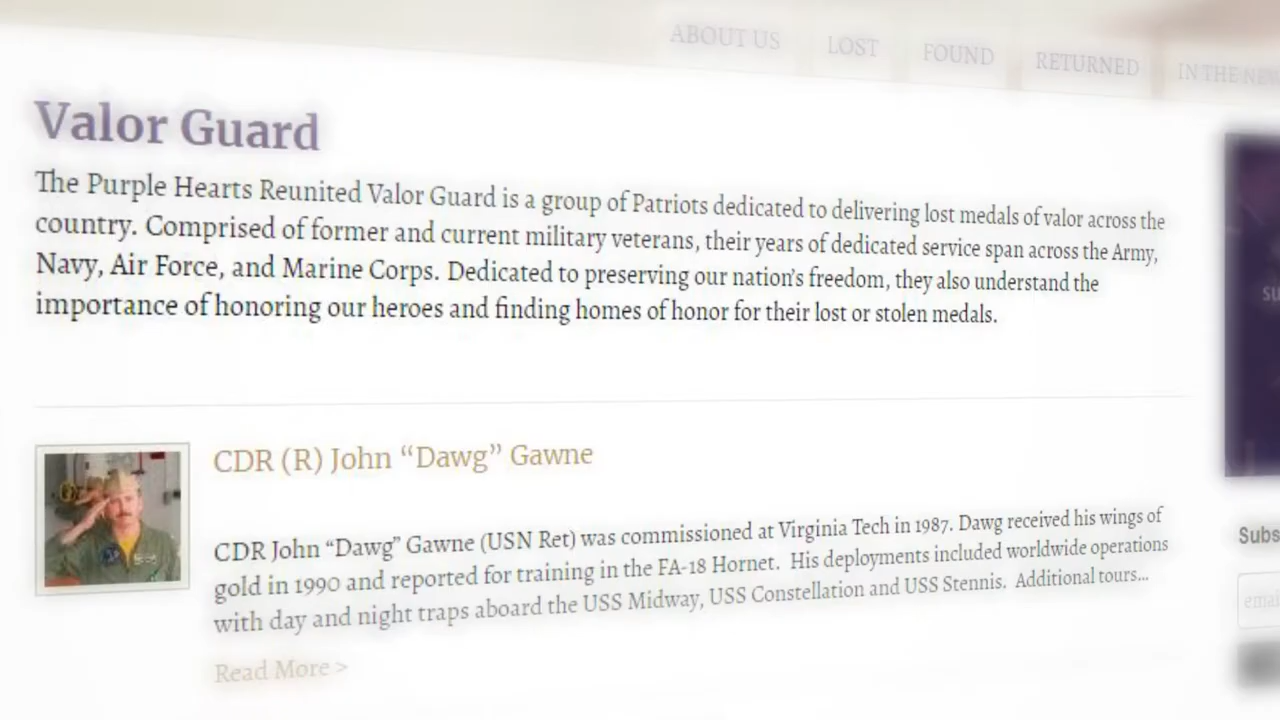 ABOUT US LOST FOUND RETURNED IN THE
Valor Guard
The Purple Hearts Reunited Valor Guard is a group of Patriots dedicated to delivering lost medals of valor across the
country. Comprised of former and current military veterans, their years of dedicated service span across the Army,
Navy, Air Force, and Marine Corps. Dedicated to preserving our nation's freedom, they also understand the
importance of honoring our heroes and finding homes of honor for their lost or stolen medals.
CDR (R) John “Dawg” Gawne
CDR John “Dawg” Gawne (USN Ret) was commissioned at Virginia Tech in 1987. Dawg received his wings of
gold in 1990 and reported for training in the FA-18 Hornet. His deployments included worldwide operations
with day and night traps aboard the USS Midway, USS Constellation and USS Stennis. Additional tours...
Read More >